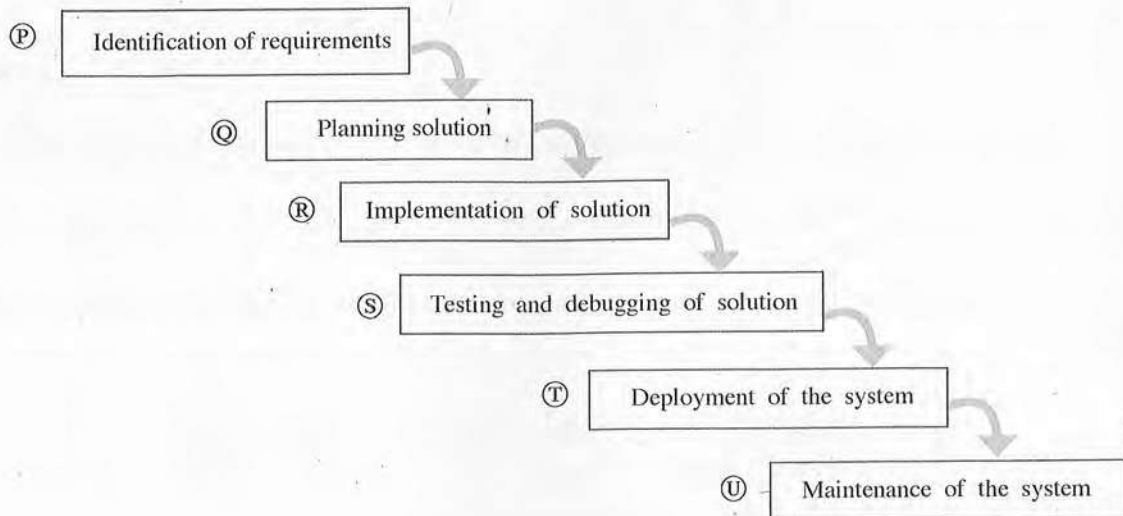 Ⓟ Identification of requirements
Ⓠ Planning solution
Ⓡ Implementation of solution
Ⓢ Testing and debugging of solution
Ⓣ Deployment of the system
Ⓤ Maintenance of the system